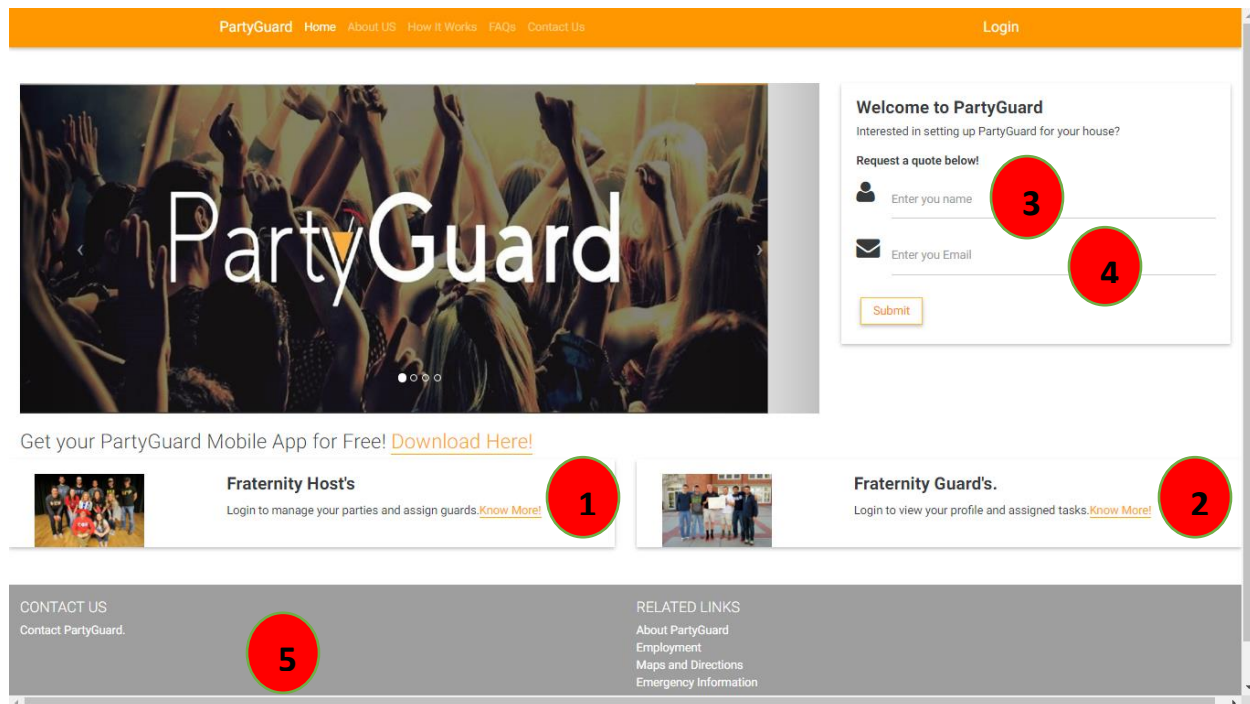 PartyGuard Home About US How It Works FAQs Contact Us Login
PartyGuard
Welcome to PartyGuard
Interested in setting up PartyGuard for your house?
Request a quote below!
Enter you name
3
Enter you Email
4
Submit
Get your PartyGuard Mobile App for Free! Download Here!
Fraternity Host's
Login to manage your parties and assign guards.Know More!
1
Fraternity Guard's.
Login to view your profile and assigned tasks.Know More!
2
CONTACT US
Contact PartyGuard.
5
RELATED LINKS
About PartyGuard
Employment
Maps and Directions
Emergency Information